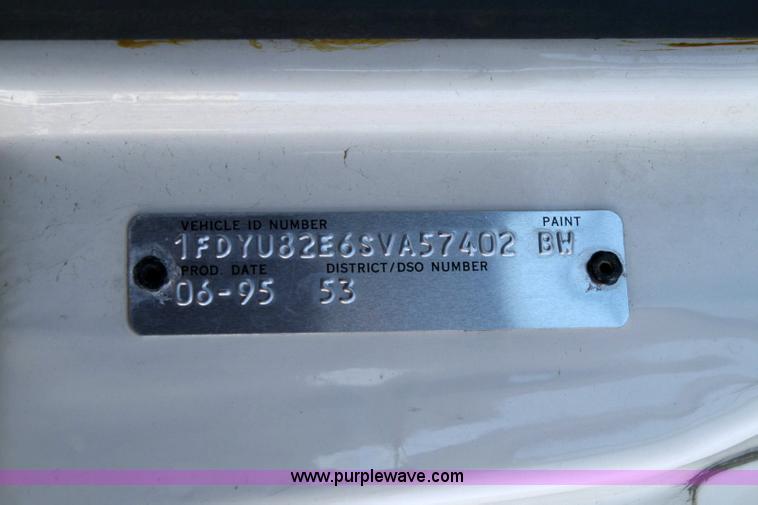 VEHICLE ID NUMBER PAINT
1FDYU82E6SVA57402 BW
PROD. DATE DISTRICT/DSO NUMBER
06-95 53
www.purplewave.com